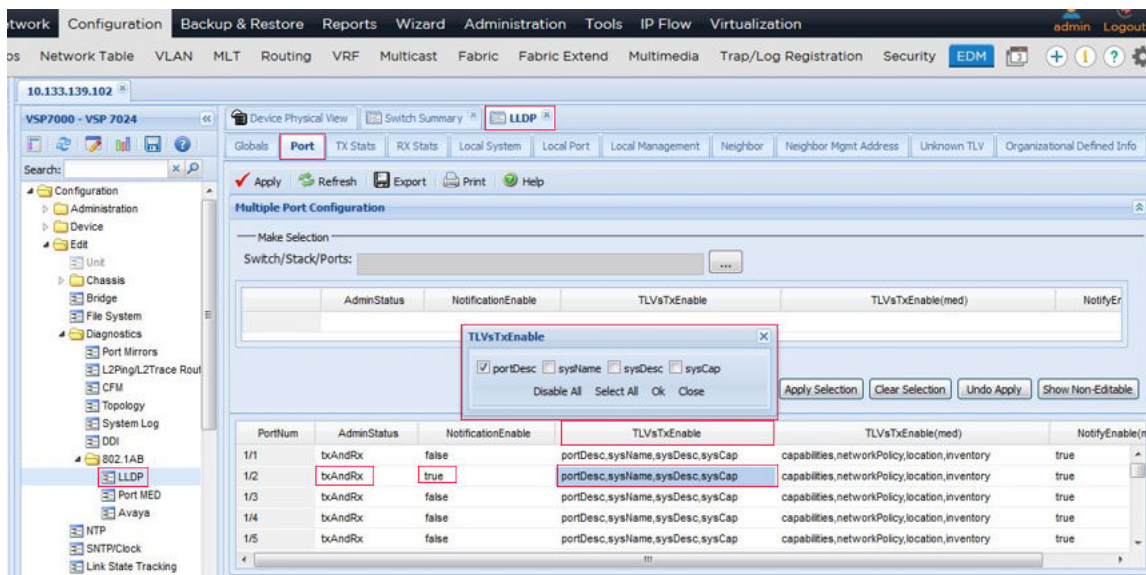 Configuration Backup & Restore Reports Wizard Administration Tools IP Flow Virtualization admin Logout
Network Table VLAN MLT Routing VRF Multicast Fabric Fabric Extend Multimedia Trap/Log Registration Security EDM
10.133.139.102
VSP7000 - VSP 7024
Device Physical View Switch Summary LLDP
Globals Port TX Stats RX Stats Local System Local Port Local Management Neighbor Neighbor Mgmt Address Unknown TLV Organizational Defined Info
Search:
Apply Refresh Export Print Help
Configuration
Administration
Device
Edit
Unit
Chassis
Bridge
File System
Diagnostics
Port Mirrors
L2Ping/L2Trace Rout
CFM
Topology
System Log
DDI
802.1AB
LLDP
Port MED
Avaya
NTP
SNTP/Clock
Link State Tracking
Multiple Port Configuration
Make Selection
Switch/Stack/Ports: ...
AdminStatus NotificationEnable TLVsTxEnable TLVsTxEnable(med) NotifyEr
TLVsTxEnable
portDesc sysName sysDesc sysCap
Disable All Select All Ok Close
Apply Selection Clear Selection Undo Apply Show Non-Editable
PortNum AdminStatus NotificationEnable TLVsTxEnable TLVsTxEnable(med) NotifyEnable(m
1/1 txAndRx false portDesc,sysName,sysDesc,sysCap capabilities,networkPolicy,location,inventory true
1/2 txAndRx true portDesc,sysName,sysDesc,sysCap capabilities,networkPolicy,location,inventory true
1/3 txAndRx false portDesc,sysName,sysDesc,sysCap capabilities,networkPolicy,location,inventory true
1/4 txAndRx false portDesc,sysName,sysDesc,sysCap capabilities,networkPolicy,location,inventory true
1/5 txAndRx false portDesc,sysName,sysDesc,sysCap capabilities,networkPolicy,location,inventory true